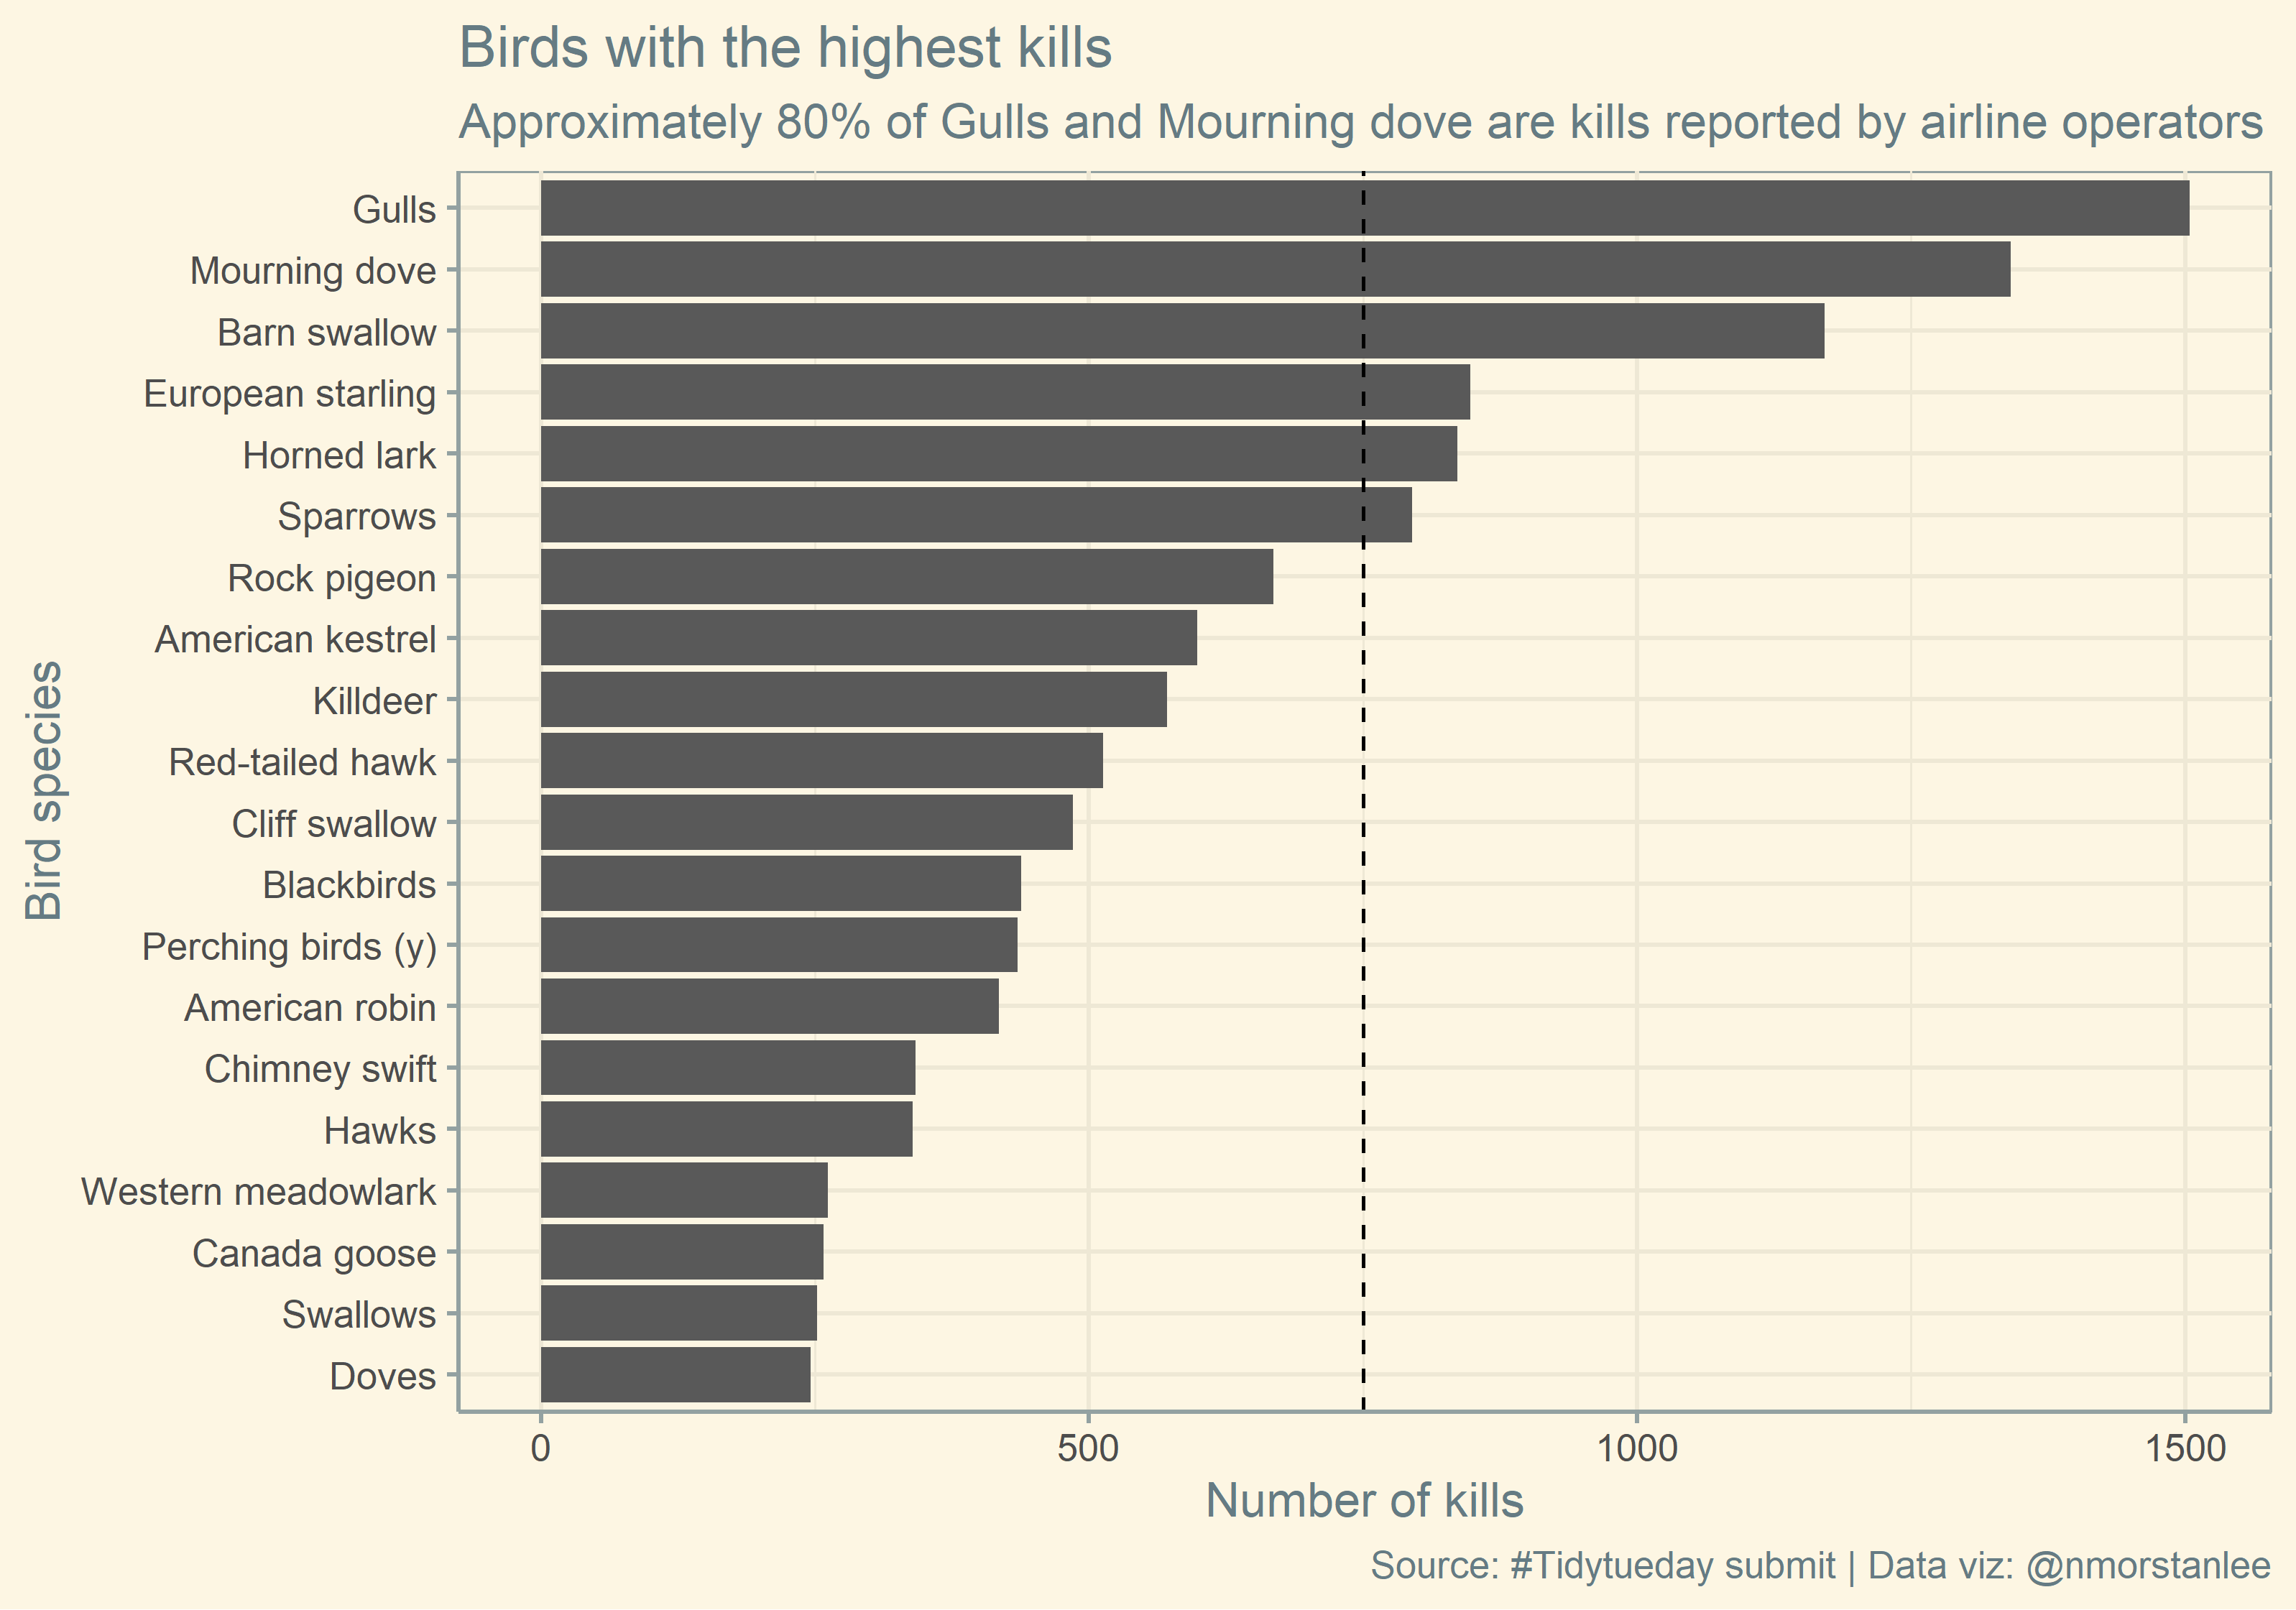 Birds with the highest kills
Approximately 80% of Gulls and Mourning dove are kills reported by airline operators
Gulls
Mourning dove
Barn swallow
European starling
Horned lark
Sparrows
Rock pigeon
American kestrel
Killdeer
Red-tailed hawk
Cliff swallow
Blackbirds
Perching birds (y)
American robin
Chimney swift
Hawks
Western meadowlark
Canada goose
Swallows
Doves
Bird species
0 500 1000 1500
Number of kills
Source: #Tidytueday submit | Data viz: @nmorstanlee